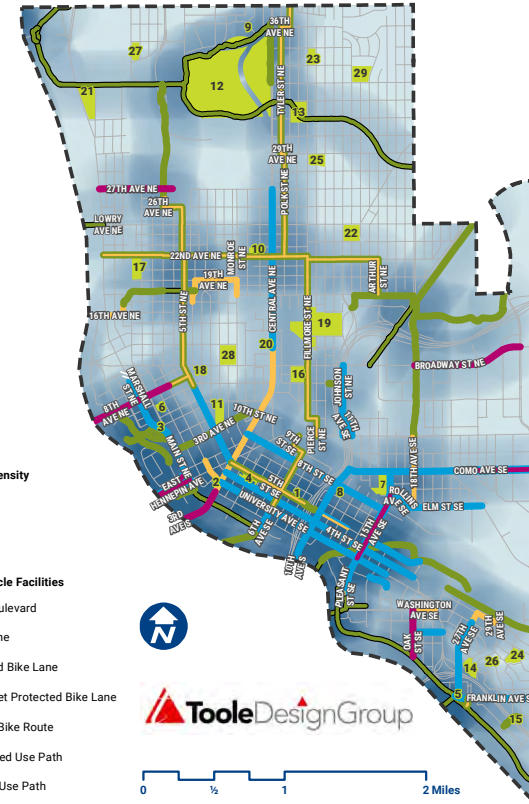 36TH
AVE NE
9
27
23
29
12
21
13
TYLER ST NE
29TH
AVE NE
25
POLK ST NE
27TH AVE NE
26TH
AVE NE
LOWRY
AVE NE
22
22ND AVE NE
MONROE
ST NE
10
17
19TH
AVE NE
ARTHUR
ST NE
5TH ST NE
CENTRAL AVE NE
FILLMORE ST NE
16TH AVE NE
19
20
28
BROADWAY ST NE
18
16
JOHNSON
ST NE
MARSHALL
ST NE
8TH
AVE NE
6
11
3
10TH ST NE
11TH
AVE SE
3RD AVE NE
MAIN ST NE
9TH
ST SE
PIERCE
ST NE
18TH AVE SE
ensity
8TH ST SE
COMO AVE SE
EAST
HENNEPIN AVE
2
4
5TH
ST SE
1
8
7
ROLLINS
AVE SE
ELM ST SE
3RD
AVE S
UNIVERSITY AVE SE
4TH ST SE
15TH
AVE SE
6TH
AVE SE
10TH
AVE S
cle Facilities
PLEASANT
ST SE
oulevard
WASHINGTON
AVE SE
ne
OAK
ST SE
27TH
AVE SE
29TH
AVE SE
24
26
14
d Bike Lane
et Protected Bike Lane
5
FRANKLIN AVE S
15
Bike Route
N
TooleDesignGroup
ed Use Path
Use Path
0 ½ 1 2 Miles